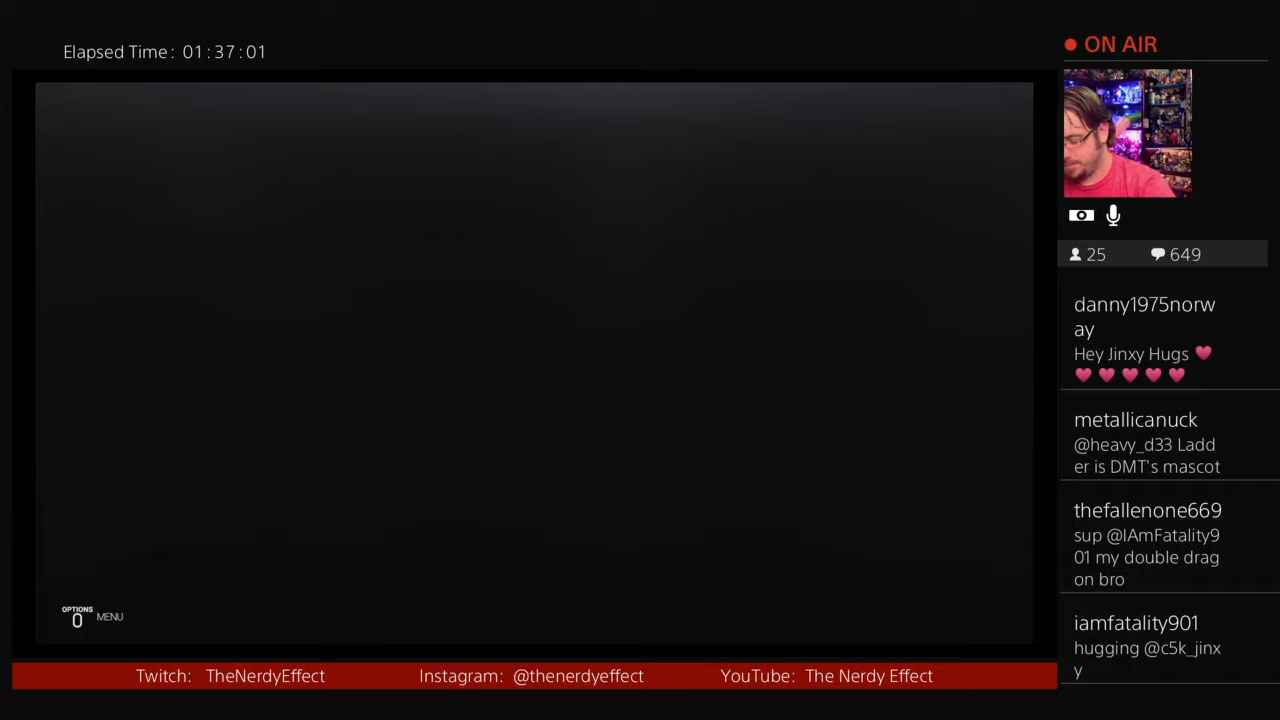 Elapsed Time: 01:37:01
ON AIR
25 649
danny1975norw
ay
Hey Jinxy Hugs
metallicanuck
@heavy_d33 Ladd
er is DMT's mascot
thefallenone669
sup @IAmFatality9
01 my double drag
on bro
iamfatality901
hugging @c5k_jinx
y
OPTIONS
MENU
Twitch: TheNerdyEffect Instagram: @thenerdyeffect YouTube: The Nerdy Effect